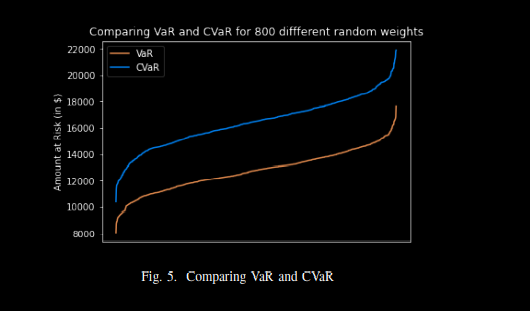 Comparing VaR and CVaR for 800 diffferent random weights
VaR
CVaR
22000
20000
18000
16000
14000
12000
10000
8000
Amount at Risk (in $)
Fig. 5. Comparing VaR and CVaR